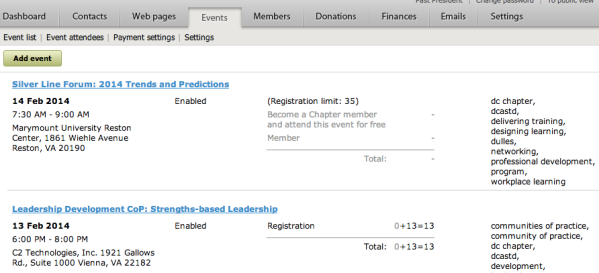 Past President | Change password | To public view
Dashboard Contacts Web pages Events Members Donations Finances Emails Settings
Event list | Event attendees | Payment settings | Settings
Add event
Silver Line Forum: 2014 Trends and Predictions
14 Feb 2014 Enabled (Registration limit: 35) dc chapter,
7:30 AM - 9:00 AM Become a Chapter member - dcastd,
Marymount University Reston and attend this event for free delivering training,
Center, 1861 Wiehle Avenue Member - designing learning,
Reston, VA 20190 dulles,
Total: - networking,
professional development,
program,
workplace learning
Leadership Development CoP: Strengths-based Leadership
13 Feb 2014 Enabled Registration 0+13=13 communities of practice,
6:00 PM - 8:00 PM community of practice,
C2 Technologies, Inc. 1921 Gallows Total: 0+13=13 dc chapter,
Rd., Suite 1000 Vienna, VA 22182 dcastd,
development,